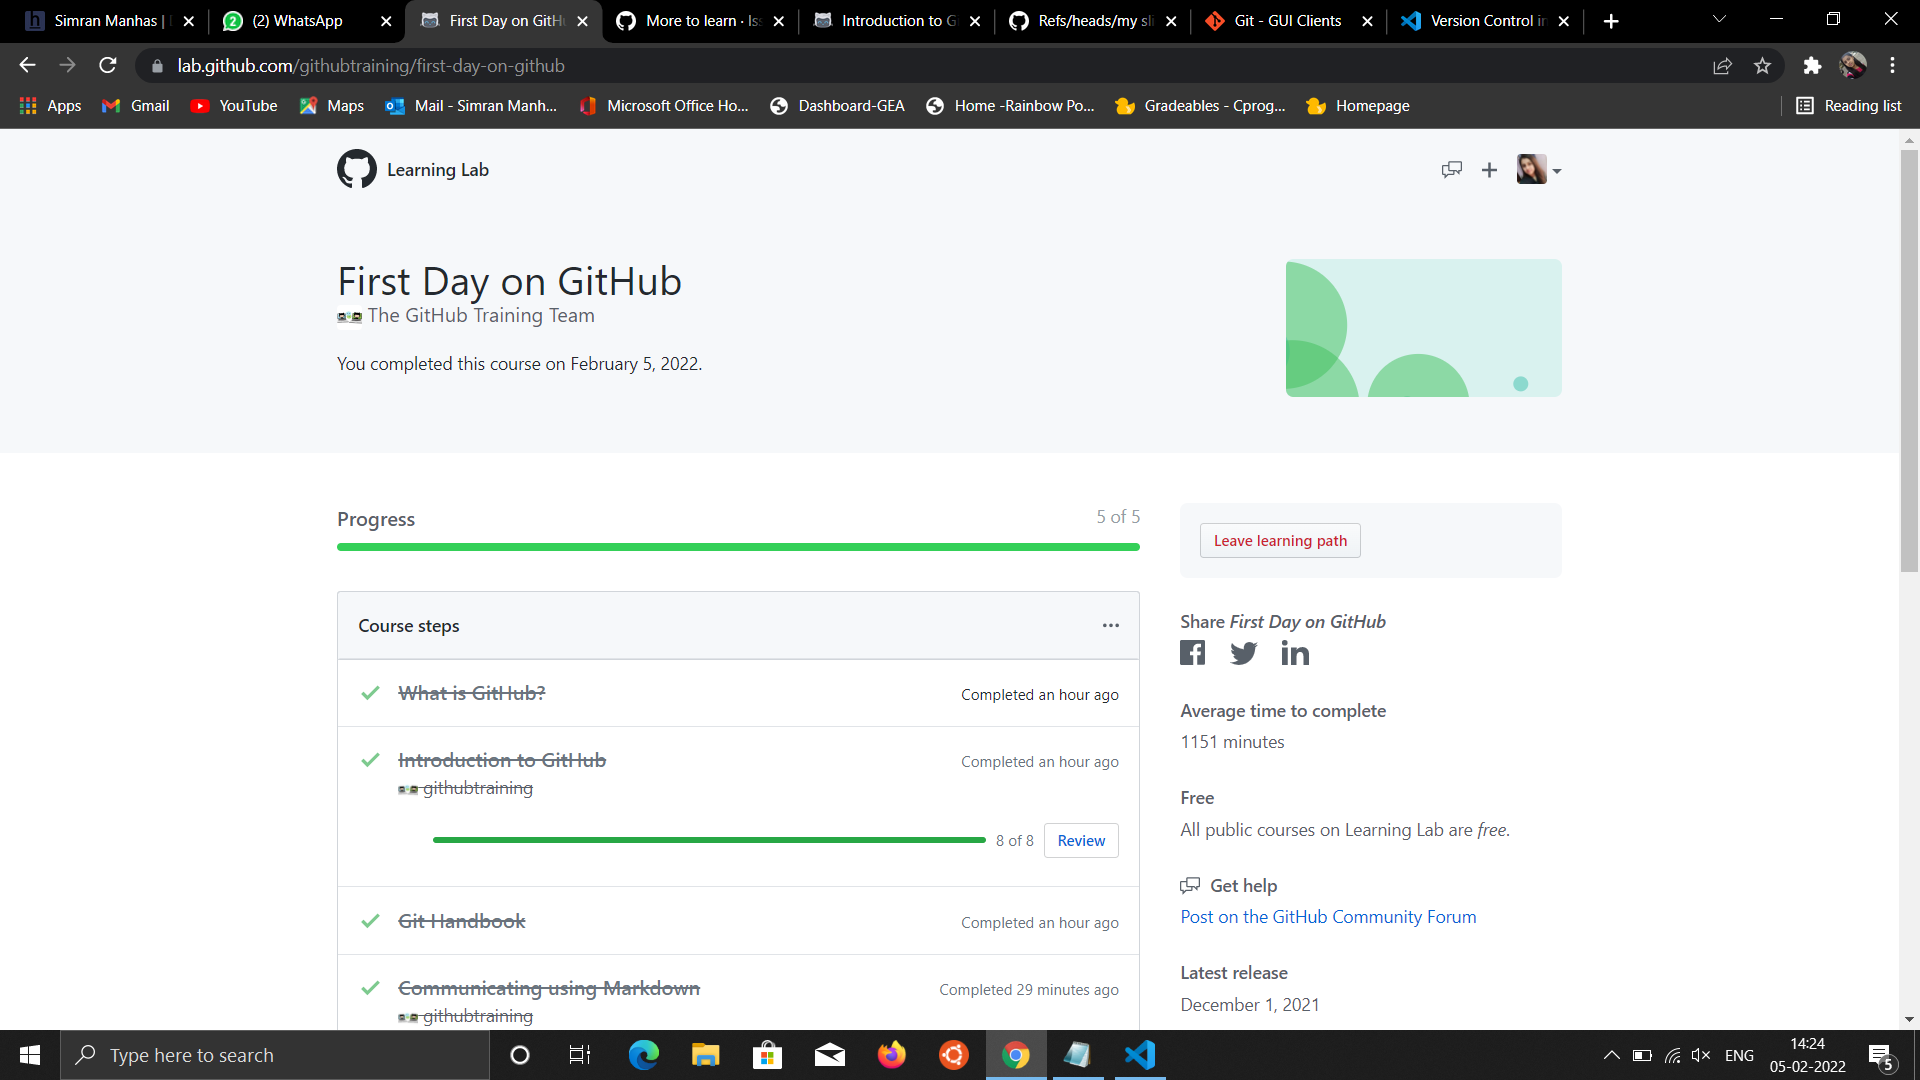 Simran Manhas |
(2) WhatsApp
First Day on GitHu
More to learn · Iss
Introduction to Gi
Refs/heads/my sli
Git - GUI Clients
Version Control in
lab.github.com/githubtraining/first-day-on-github
Apps
Gmail
YouTube
Maps
Mail - Simran Manh...
Microsoft Office Ho...
Dashboard-GEA
Home -Rainbow Po...
Gradeables - Cprog...
Homepage
Reading list
Learning Lab
First Day on GitHub
The GitHub Training Team
You completed this course on February 5, 2022.
Progress
5 of 5
Leave learning path
Course steps
What is GitHub?
Completed an hour ago
Introduction to GitHub
Completed an hour ago
githubtraining
8 of 8
Review
Git Handbook
Completed an hour ago
Communicating using Markdown
Completed 29 minutes ago
githubtraining
Share First Day on GitHub
Average time to complete
1151 minutes
Free
All public courses on Learning Lab are free.
Get help
Post on the GitHub Community Forum
Latest release
December 1, 2021
Type here to search
ENG
14:24
05-02-2022
5